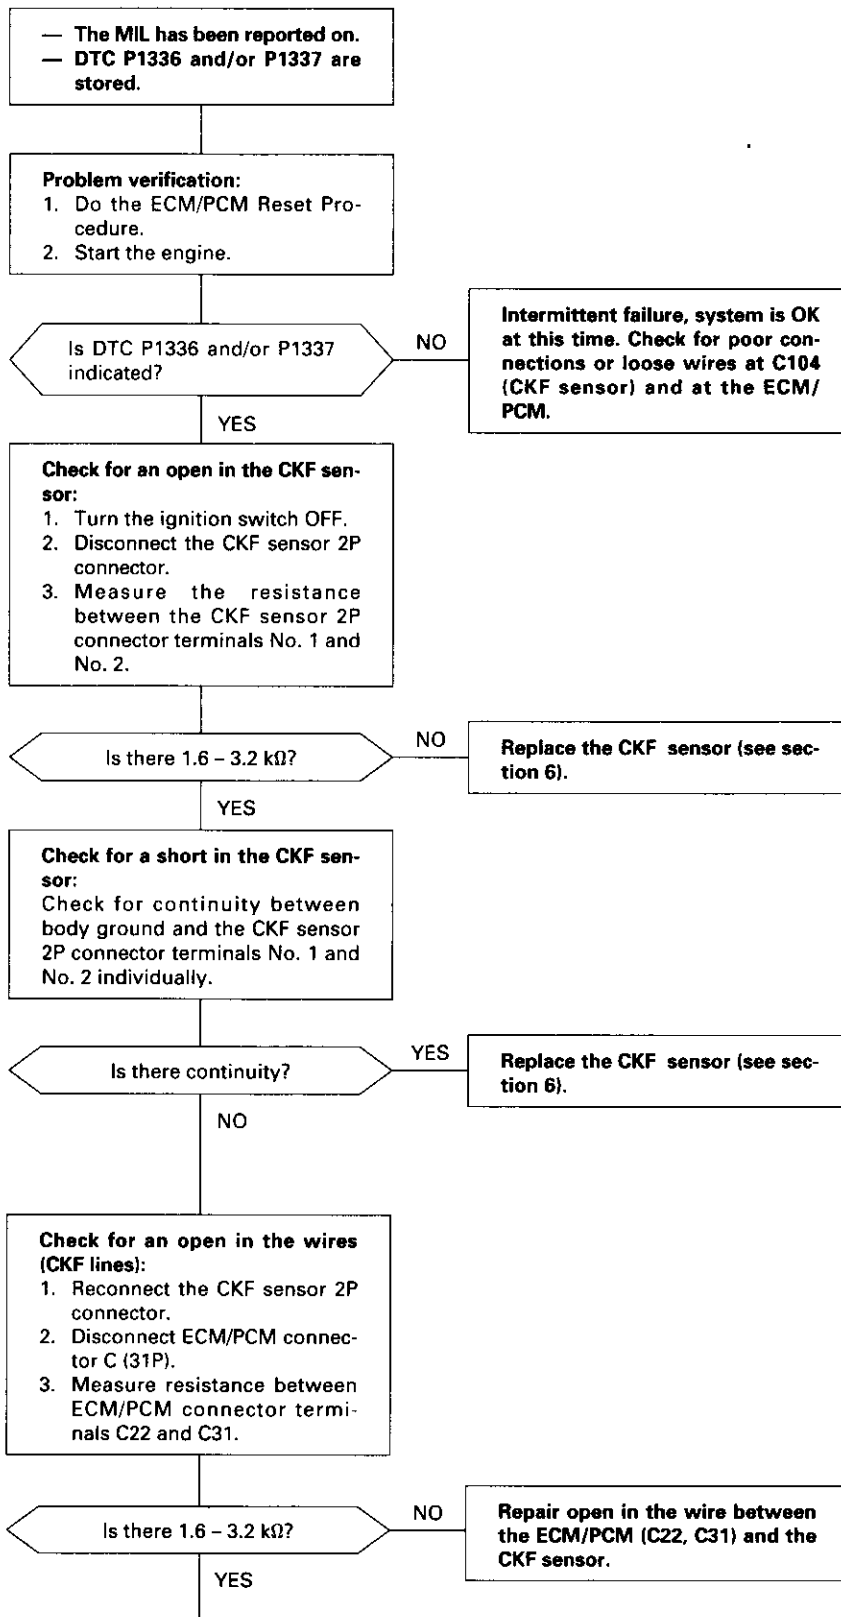 — The MIL has been reported on.
— DTC P1336 and/or P1337 are
stored.
Problem verification:
1. Do the ECM/PCM Reset Pro-
cedure.
2. Start the engine.
Is DTC P1336 and/or P1337
indicated?
NO
Intermittent failure, system is OK
at this time. Check for poor con-
nections or loose wires at C104
(CKF sensor) and at the ECM/
PCM.
YES
Check for an open in the CKF sen-
sor:
1. Turn the ignition switch OFF.
2. Disconnect the CKF sensor 2P
connector.
3. Measure the resistance
between the CKF sensor 2P
connector terminals No. 1 and
No. 2.
Is there 1.6 – 3.2 kΩ?
NO
Replace the CKF sensor (see sec-
tion 6).
YES
Check for a short in the CKF sen-
sor:
Check for continuity between
body ground and the CKF sensor
2P connector terminals No. 1 and
No. 2 individually.
Is there continuity?
YES
Replace the CKF sensor (see sec-
tion 6).
NO
Check for an open in the wires
(CKF lines):
1. Reconnect the CKF sensor 2P
connector.
2. Disconnect ECM/PCM connec-
tor C (31P).
3. Measure resistance between
ECM/PCM connector termi-
nals C22 and C31.
Is there 1.6 – 3.2 kΩ?
NO
Repair open in the wire between
the ECM/PCM (C22, C31) and the
CKF sensor.
YES